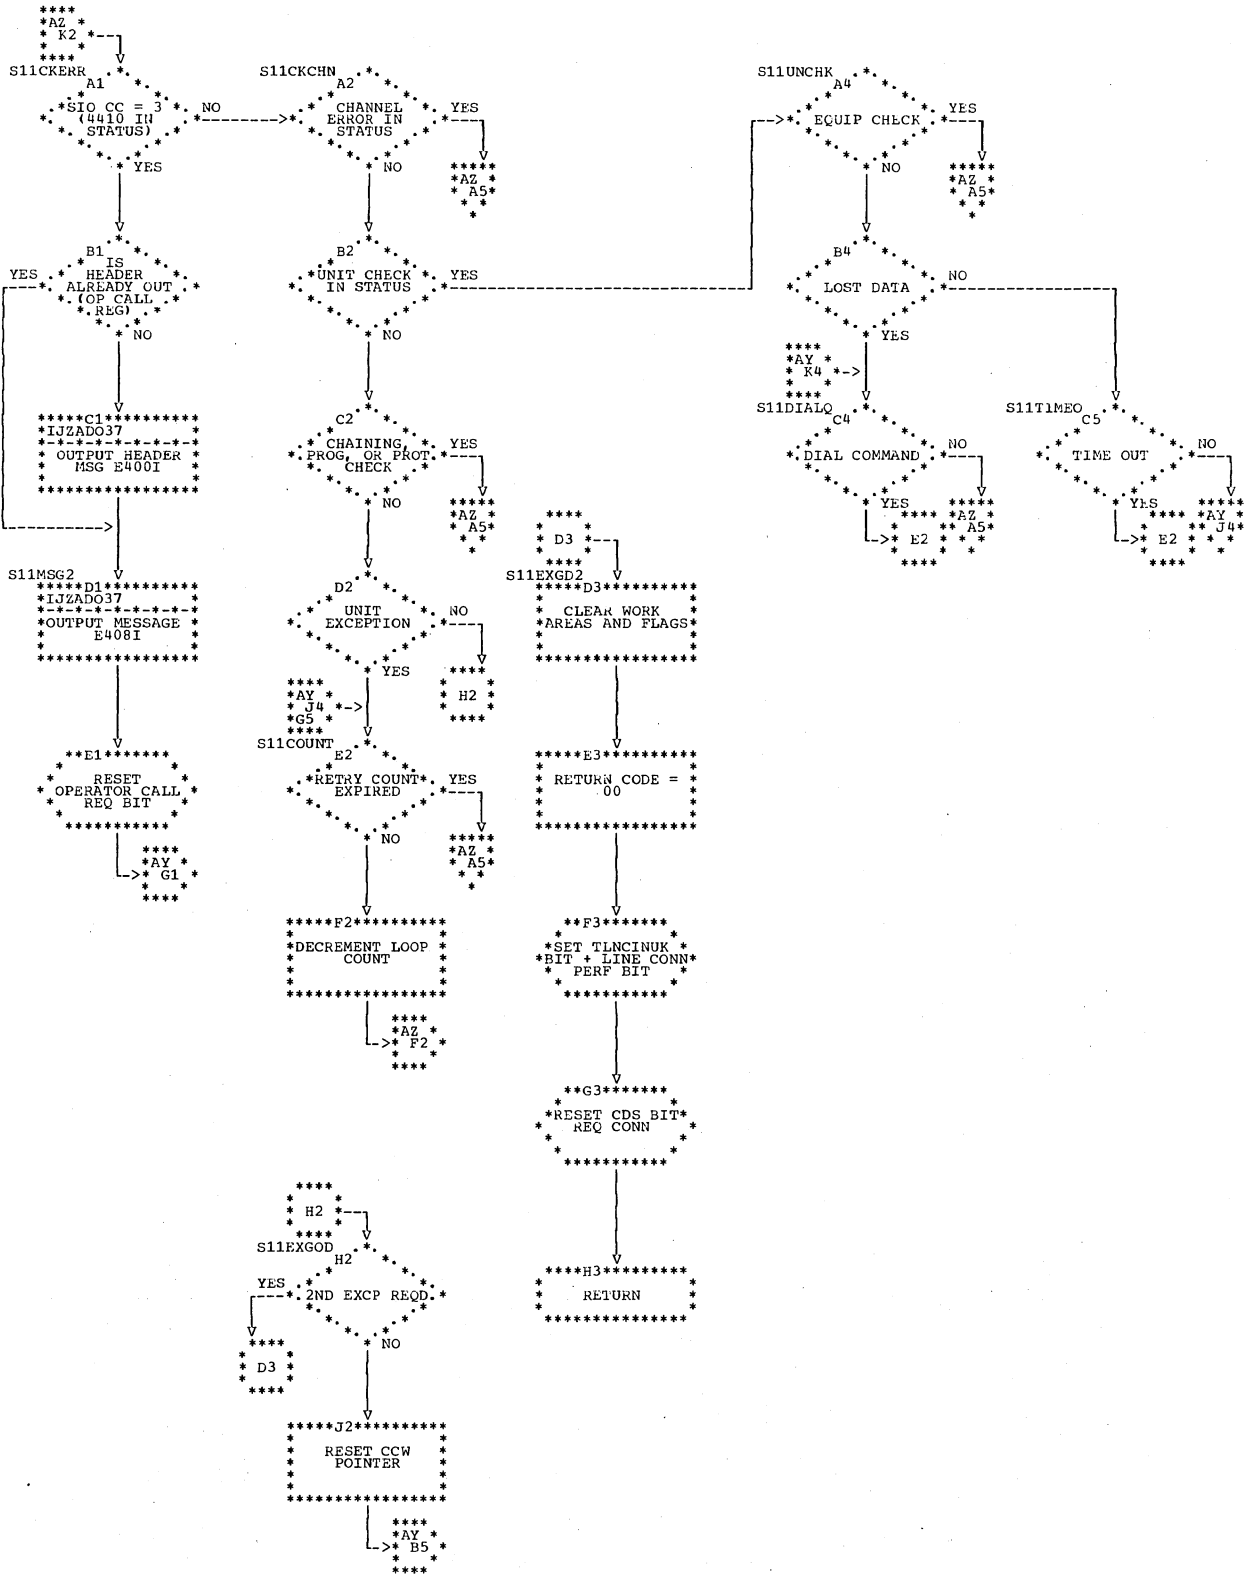 AZ
K2
S11CKERR
A1
SIO CC = 3
(4410 IN
STATUS)
NO
YES
S11CKCHN
A2
CHANNEL
ERROR IN
STATUS
YES
NO
AZ
A5
S11UNCHK
A4
EQUIP CHECK
YES
NO
AZ
A5
B1
IS
HEADER
ALREADY OUT
(OP CALL
REG)
YES
NO
B2
UNIT CHECK
IN STATUS
YES
NO
B4
LOST DATA
NO
YES
AY
K4
C1
IJZADO37
OUTPUT HEADER
MSG E400I
C2
CHAINING,
PROG, OR PROT
CHECK
YES
NO
AZ
A5
S11DIALQ
C4
DIAL COMMAND
NO
YES
E2
AZ
A5
S11TIMEO
C5
TIME OUT
NO
YES
E2
AY
J4
D3
S11MSG2
D1
IJZADO37
OUTPUT MESSAGE
E408I
D2
UNIT
EXCEPTION
NO
YES
H2
S11EXGD2
D3
CLEAR WORK
AREAS AND FLAGS
AY
J4
G5
E1
RESET
OPERATOR CALL
REQ BIT
AY
G1
S11COUNT
E2
RETRY COUNT
EXPIRED
YES
NO
AZ
A5
E3
RETURN CODE =
00
F2
DECREMENT LOOP
COUNT
AZ
F2
F3
SET TLNCINUK
BIT + LINE CONN
PERF BIT
G3
RESET CDS BIT
REQ CONN
H2
S11EXGOD
H2
2ND EXCP REQD.
YES
NO
D3
H3
RETURN
J2
RESET CCW
POINTER
AY
B5